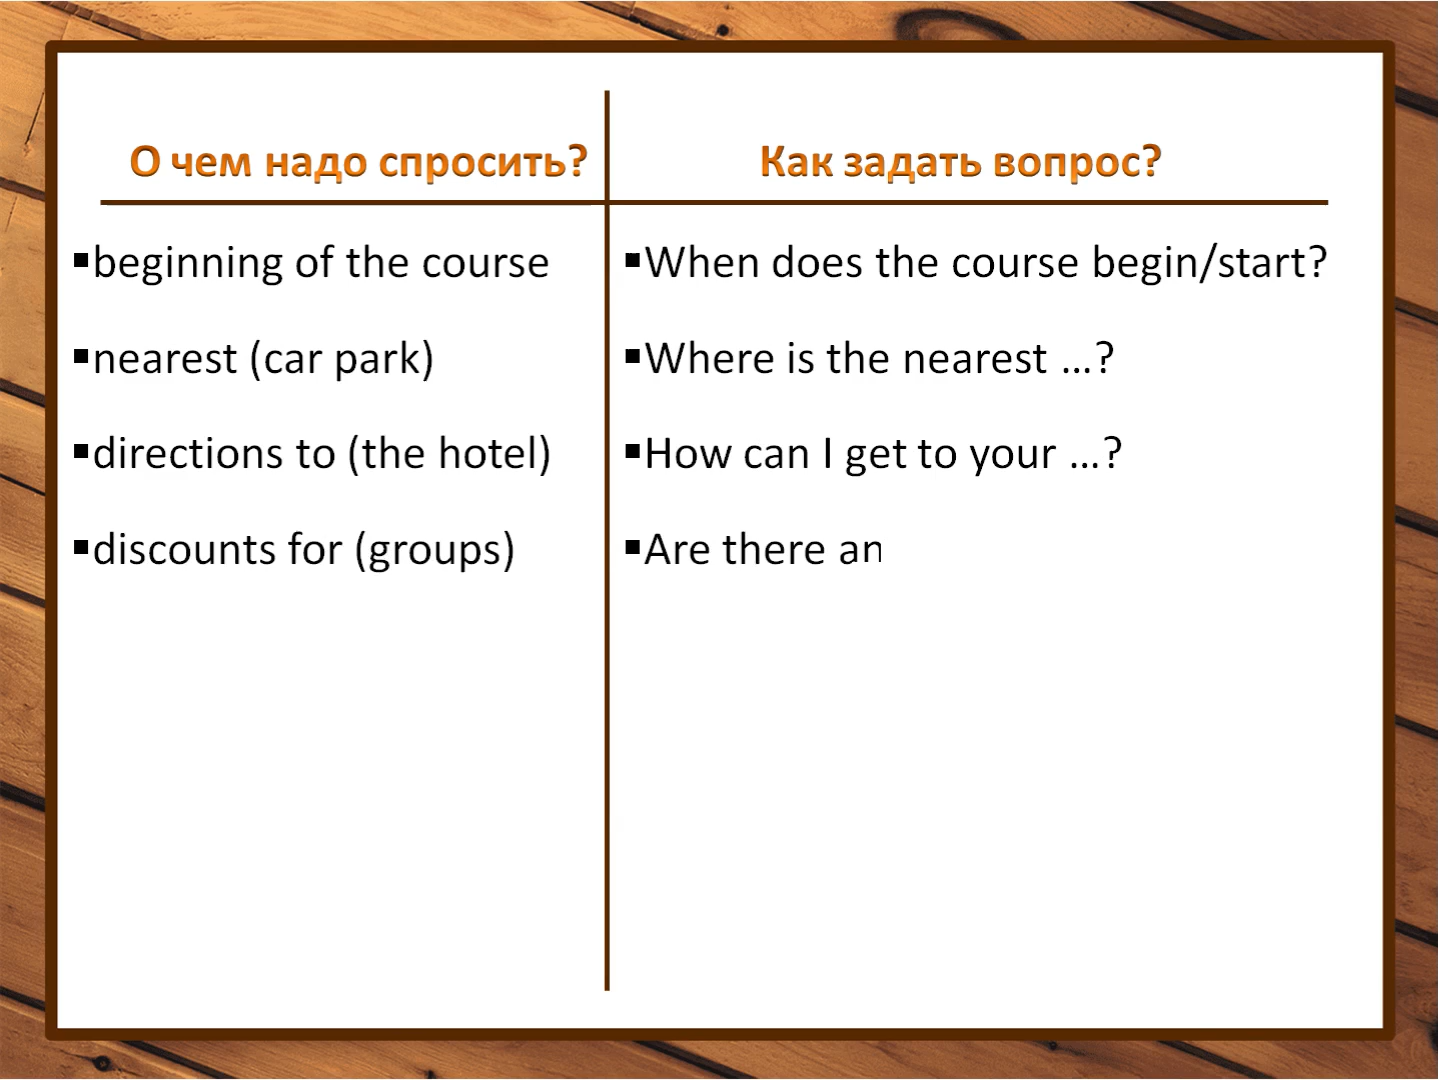 О чем надо спросить?
Как задать вопрос?
▪beginning of the course
▪When does the course begin/start?
▪nearest (car park)
▪Where is the nearest ...?
▪directions to (the hotel)
▪How can I get to your ...?
▪discounts for (groups)
▪Are there an